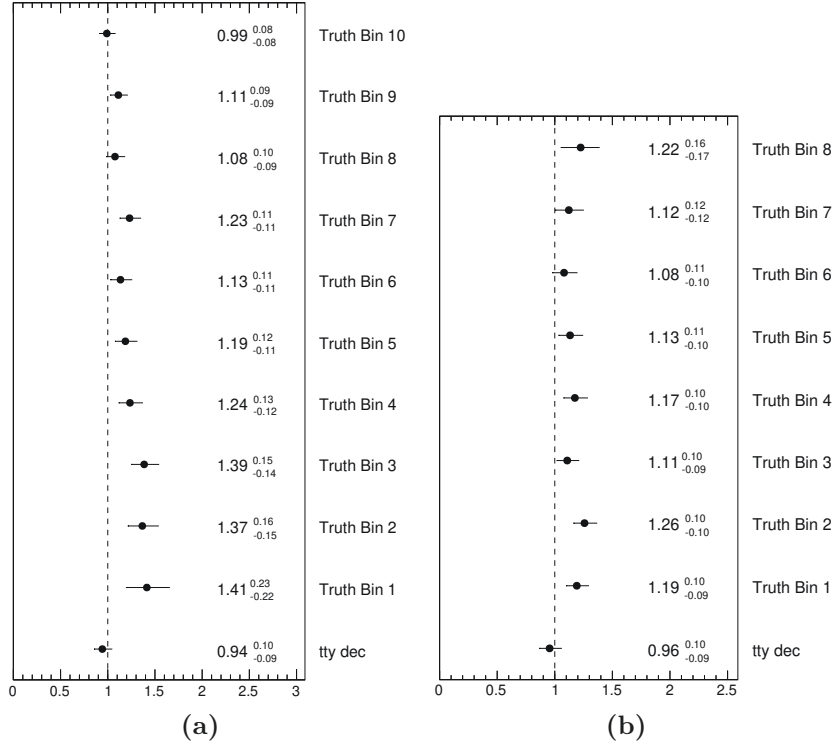 0.99 0.08 -0.08 Truth Bin 10
1.11 0.09 -0.09 Truth Bin 9
1.08 0.10 -0.09 Truth Bin 8
1.23 0.11 -0.11 Truth Bin 7
1.13 0.11 -0.11 Truth Bin 6
1.19 0.12 -0.11 Truth Bin 5
1.24 0.13 -0.12 Truth Bin 4
1.39 0.15 -0.14 Truth Bin 3
1.37 0.16 -0.15 Truth Bin 2
1.41 0.23 -0.22 Truth Bin 1
0.94 0.10 -0.09 tty dec
0 0.5 1 1.5 2 2.5 3
(a)
1.22 0.16 -0.17 Truth Bin 8
1.12 0.12 -0.12 Truth Bin 7
1.08 0.11 -0.10 Truth Bin 6
1.13 0.11 -0.10 Truth Bin 5
1.17 0.10 -0.10 Truth Bin 4
1.11 0.10 -0.09 Truth Bin 3
1.26 0.10 -0.10 Truth Bin 2
1.19 0.10 -0.09 Truth Bin 1
0.96 0.10 -0.09 tty dec
0 0.5 1 1.5 2 2.5
(b)